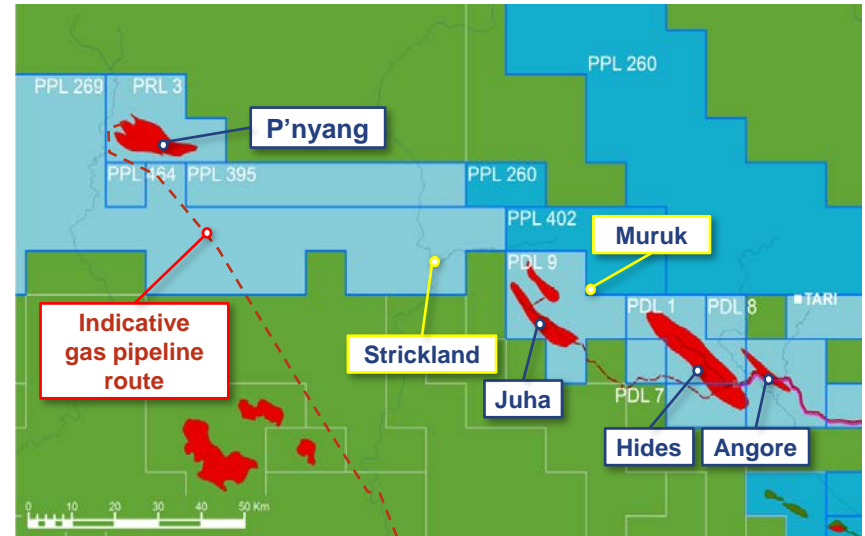 PPL 260
PPL 269
PRL 3
P'nyang
PPL 464
PPL 395
PPL 260
PPL 402
Muruk
PDL 9
Indicative
gas pipeline
route
Strickland
PDL 1
PDL 8
TARI
Juha
PDL 7
Hides
Angore
0 10 20 30 40 50 Km